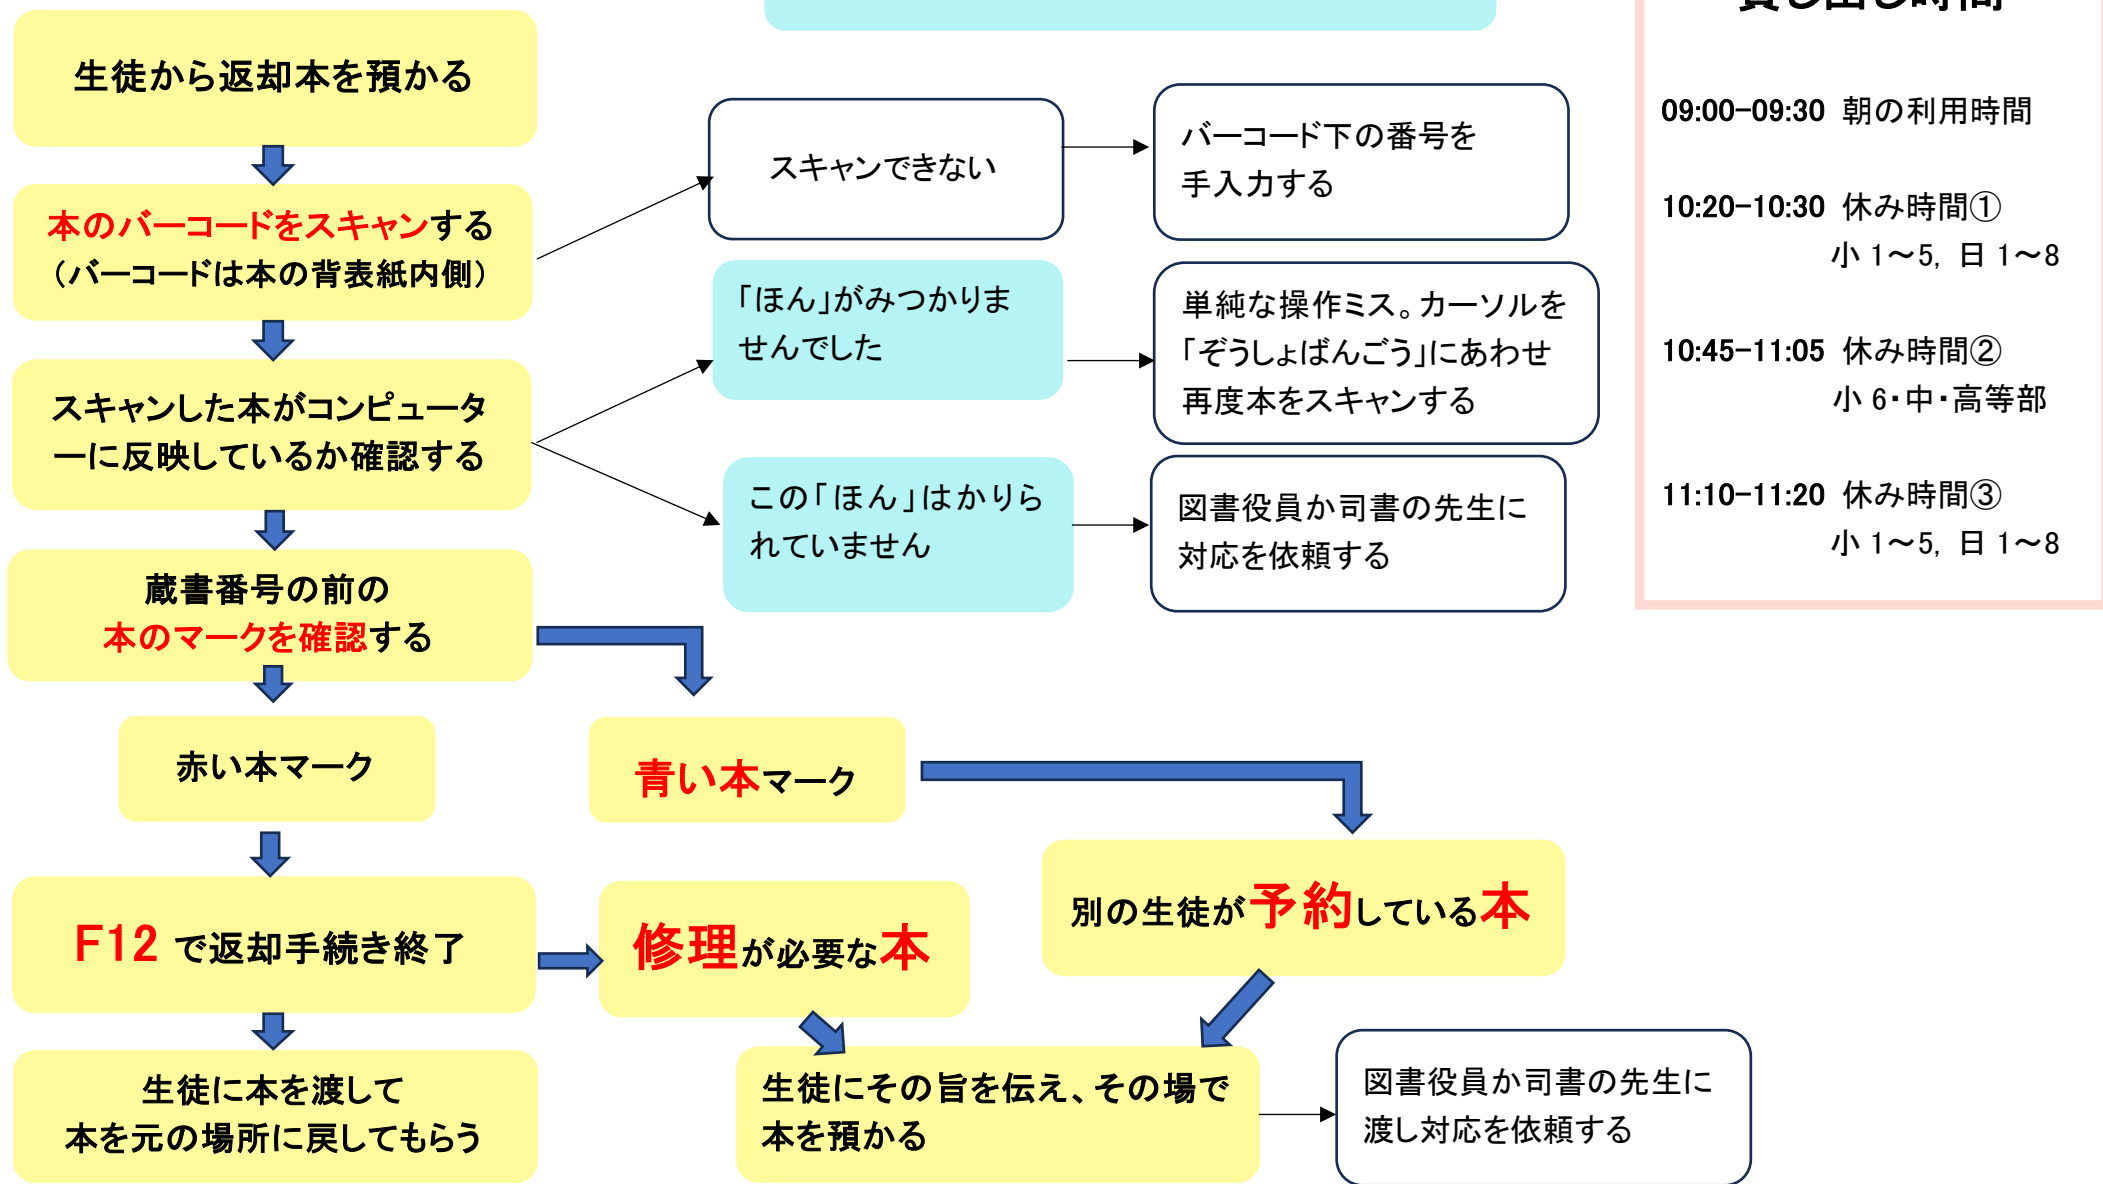 貸し出し時間
生徒から返却本を預かる
本のバーコードをスキャンする
（バーコードは本の背表紙内側）
スキャンできない
バーコード下の番号を
手入力する
スキャンした本がコンピュータ
ーに反映しているか確認する
「ほん」がみつかりま
せんでした
単純な操作ミス。カーソルを
「ぞうしょばんごう」にあわせ
再度本をスキャンする
この「ほん」はかりら
れていません
図書役員か司書の先生に
対応を依頼する
蔵書番号の前の
本のマークを確認する
赤い本マーク
青い本マーク
F12 で返却手続き終了
修理が必要な本
別の生徒が予約している本
生徒に本を渡して
本を元の場所に戻してもらう
生徒にその旨を伝え、その場で
本を預かる
図書役員か司書の先生に
渡し対応を依頼する
09:00-09:30 朝の利用時間
10:20-10:30 休み時間①
小 1～5, 日 1～8
10:45-11:05 休み時間②
小 6・中・高等部
11:10-11:20 休み時間③
小 1～5, 日 1～8